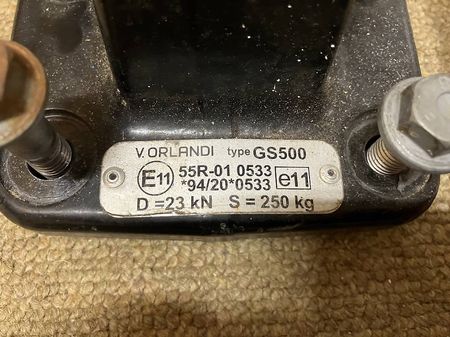 V.ORLANDI type GS500
E11 55R-01 0533 e11
*94/20*0533
D =23 kN S = 250 kg